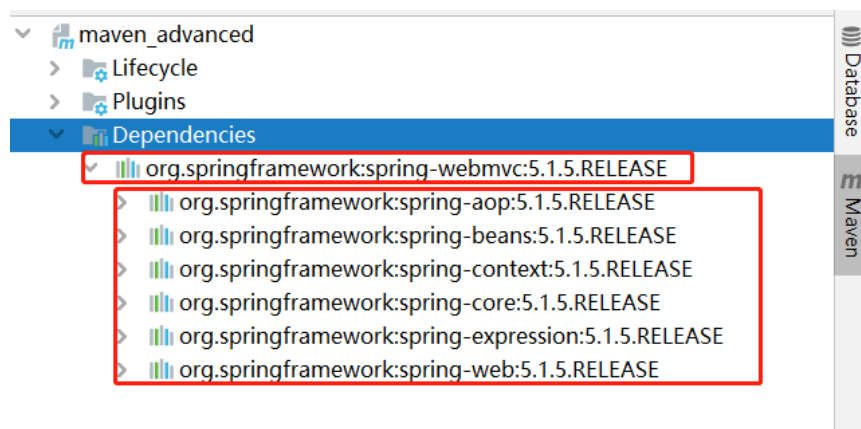 maven_advanced
Lifecycle
Plugins
Dependencies
org.springframework:spring-webmvc:5.1.5.RELEASE
org.springframework:spring-aop:5.1.5.RELEASE
org.springframework:spring-beans:5.1.5.RELEASE
org.springframework:spring-context:5.1.5.RELEASE
org.springframework:spring-core:5.1.5.RELEASE
org.springframework:spring-expression:5.1.5.RELEASE
org.springframework:spring-web:5.1.5.RELEASE
Database
m Maven